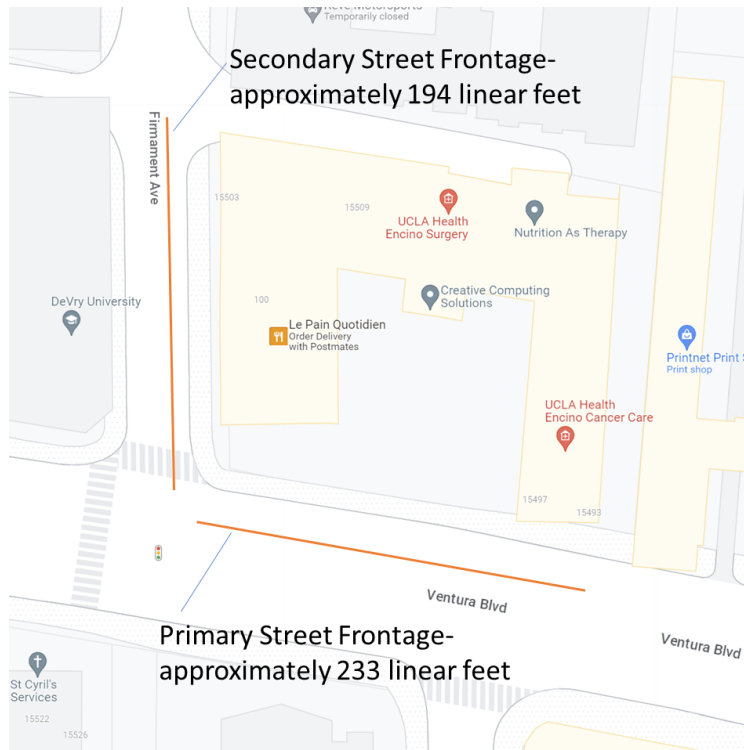 Reve Motorsports
Temporarily closed
Secondary Street Frontage-
approximately 194 linear feet
Firmament Ave
15503
15509
UCLA Health
Encino Surgery
Nutrition As Therapy
100
Creative Computing
Solutions
DeVry University
Le Pain Quotidien
Order Delivery
with Postmates
Printnet Print S
Print shop
UCLA Health
Encino Cancer Care
15497
15493
Ventura Blvd
Ventura Blvd
Primary Street Frontage-
approximately 233 linear feet
St Cyril's
Services
15522
15526